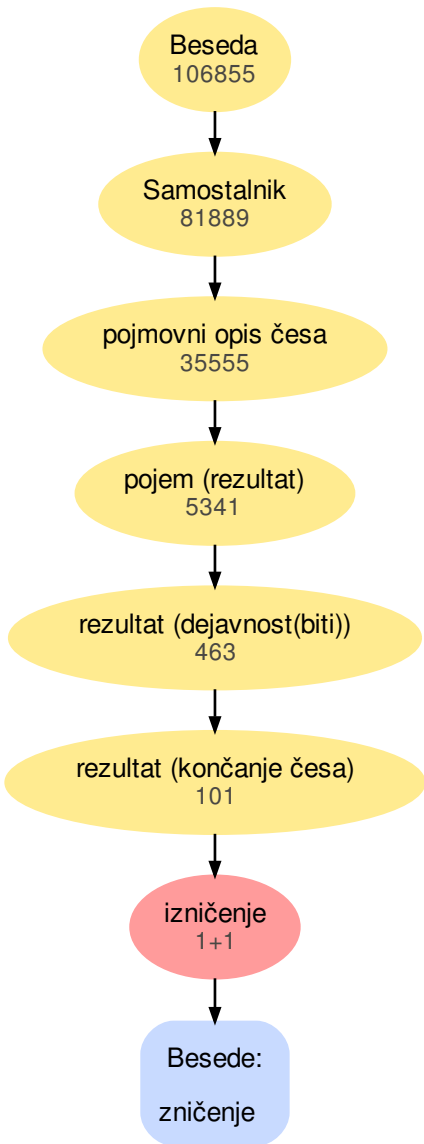 Beseda
106855
Samostalnik
81889
pojmovni opis česa
35555
pojem (rezultat)
5341
rezultat (dejavnost(biti))
463
rezultat (končanje česa)
101
izničenje
1+1
Besede:
zničenje